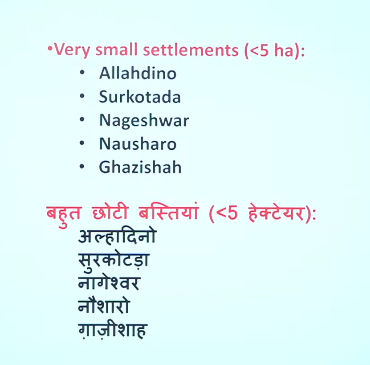 •Very small settlements (<5 ha):
• Allahdino
• Surkotada
• Nageshwar
• Nausharo
• Ghazishah
बहुत छोटी बस्तियां (<5 हेक्टेयर):
अल्हादिनो
सुरकोटड़ा
नागेश्वर
नौशारो
ग़ाज़ीशाह